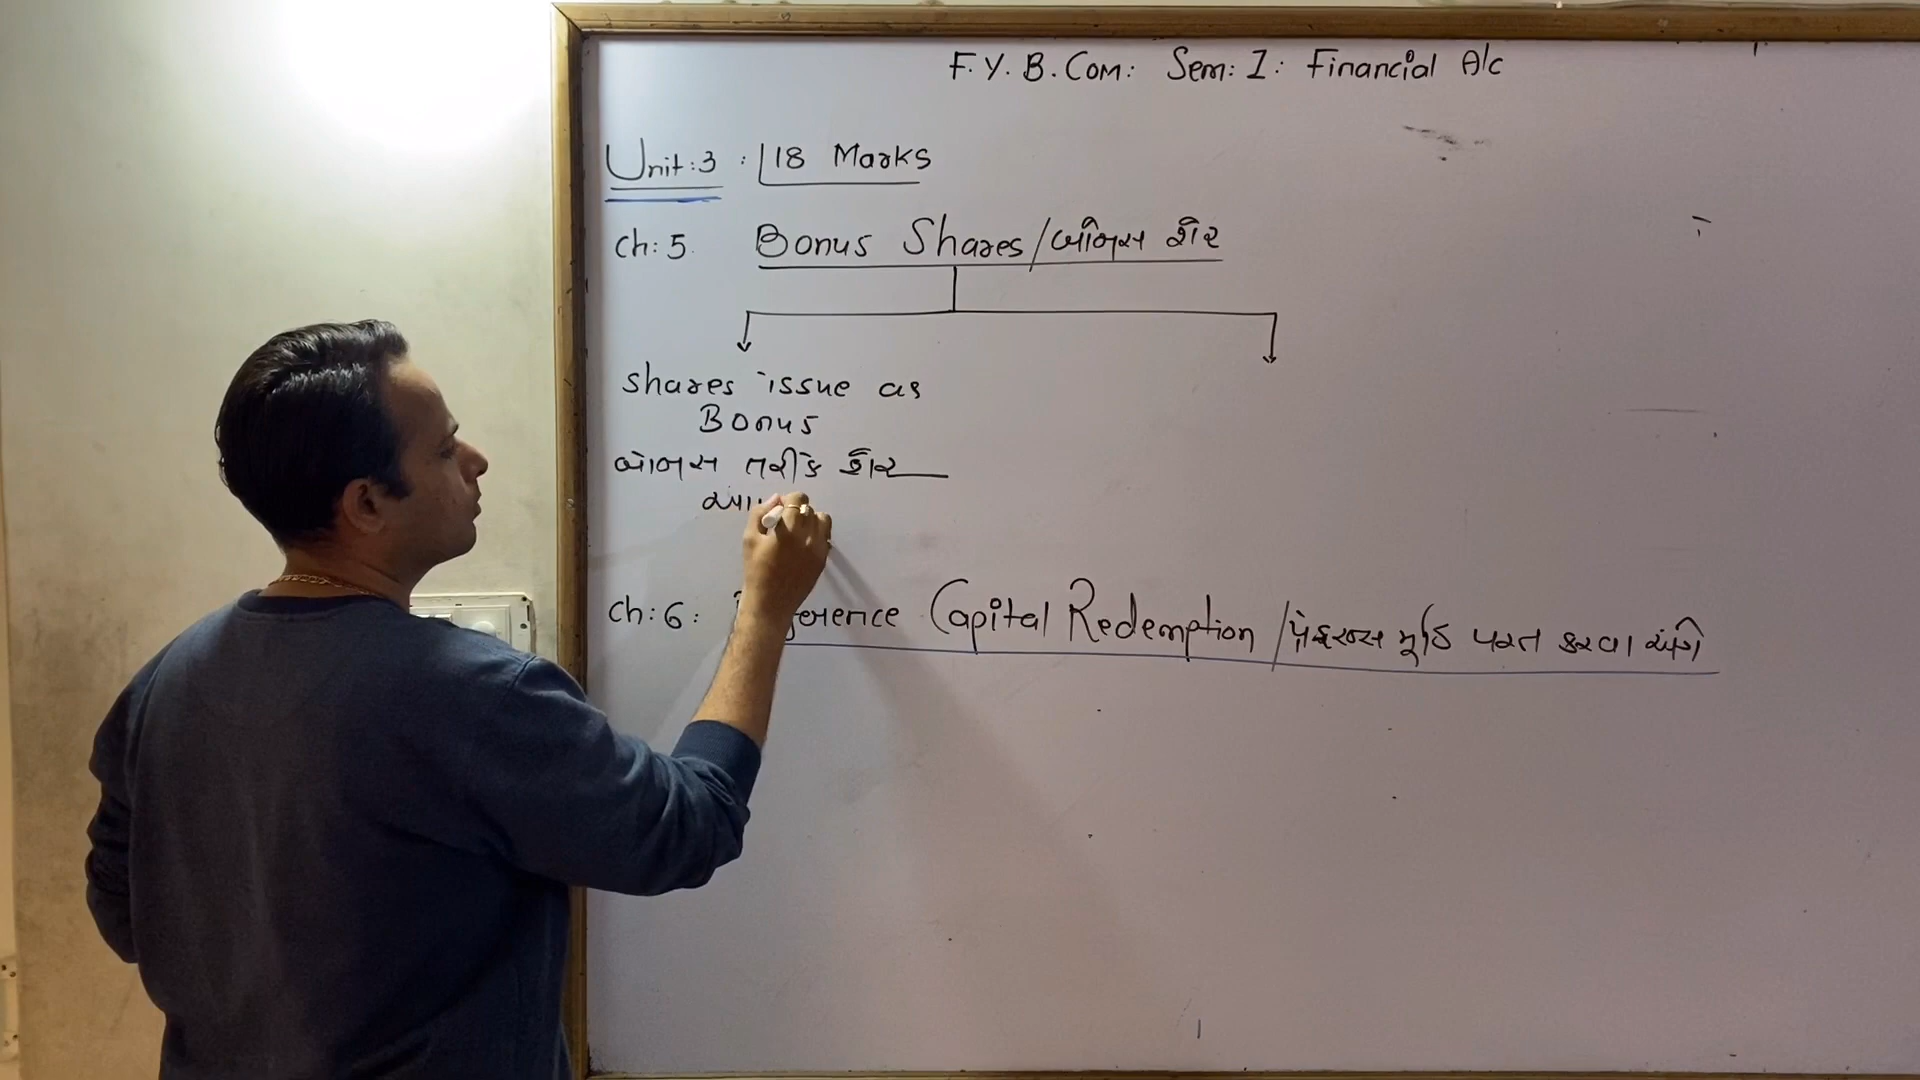 F.Y.B.Com: Sem: I: Financial A/c
Unit:3 : 18 Marks
Ch: 5. Bonus Shares/બોનસ શેર
Shares issue as
Bonus
બોનસ તરીકે શેર
આપ
Ch: 6: Capital Redemption/પ્રેફરન્સ મૂડિ પરત કરવા અંગે